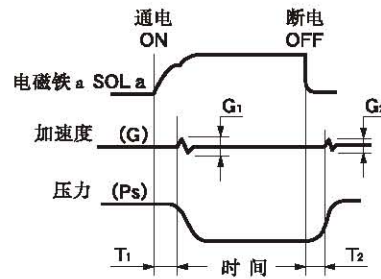 通电 断电
ON OFF
电磁铁 a SOL a
G₁ G₂
加速度 (G)
压力 (Ps)
T₁ 时间 T₂